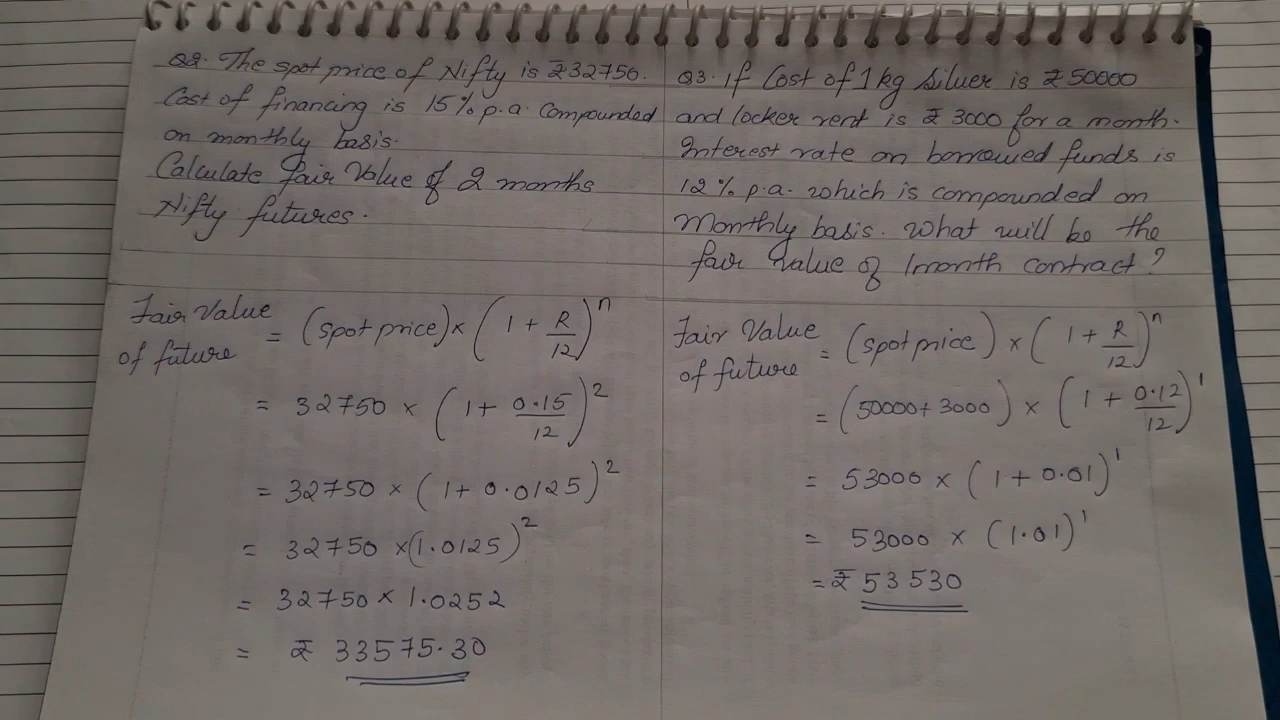 Q2. The spot price of Nifty is ₹32750.
Cost of financing is 15% p.a. compounded
on monthly basis.
Calculate fair Value of 2 months
Nifty futures.
Fair Value
of future = (spot price) × (1 + R/12)^n
= 32750 × (1 + 0.15/12)^2
= 32750 × (1 + 0.0125)^2
= 32750 × (1.0125)^2
= 32750 × 1.0252
= ₹ 33575.30
Q3. If Cost of 1 kg Silver is ₹ 50000
and locker rent is ₹ 3000 for a month.
Interest rate on borrowed funds is
12% p.a. which is compounded on
Monthly basis. What will be the
fair Value of 1 month contract?
Fair Value
of future = (spot price) × (1 + R/12)^n
= (50000 + 3000) × (1 + 0.12/12)^1
= 53000 × (1 + 0.01)^1
= 53000 × (1.01)^1
= ₹ 53530